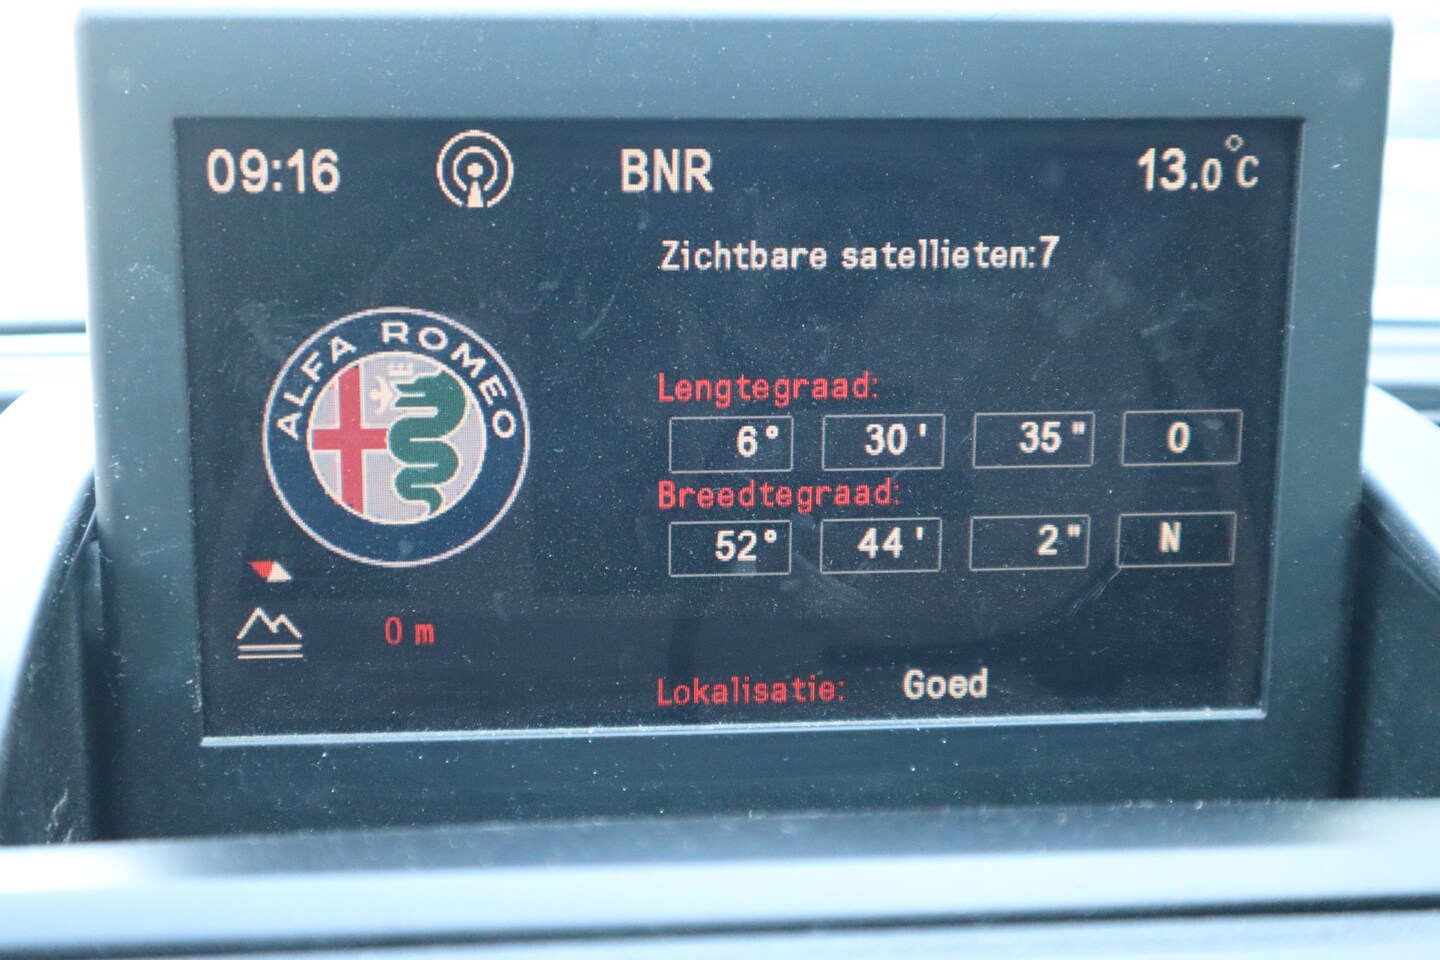 09:16 BNR 13.0°C
Zichtbare satellieten:7
ALFA ROMEO
Lengtegraad:
6° 30' 35" O
Breedtegraad:
52° 44' 2" N
0 m
Lokalisatie: Goed